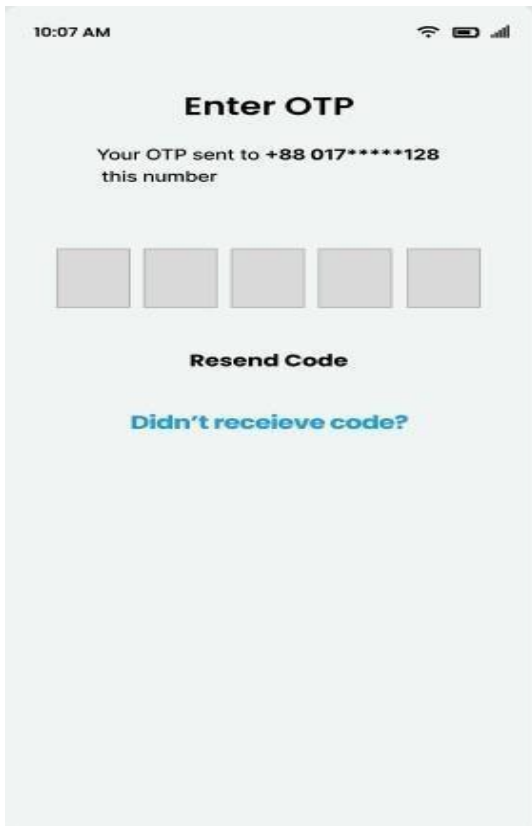 10:07 AM
Enter OTP
Your OTP sent to +88 017*****128
this number
Resend Code
Didn't receieve code?